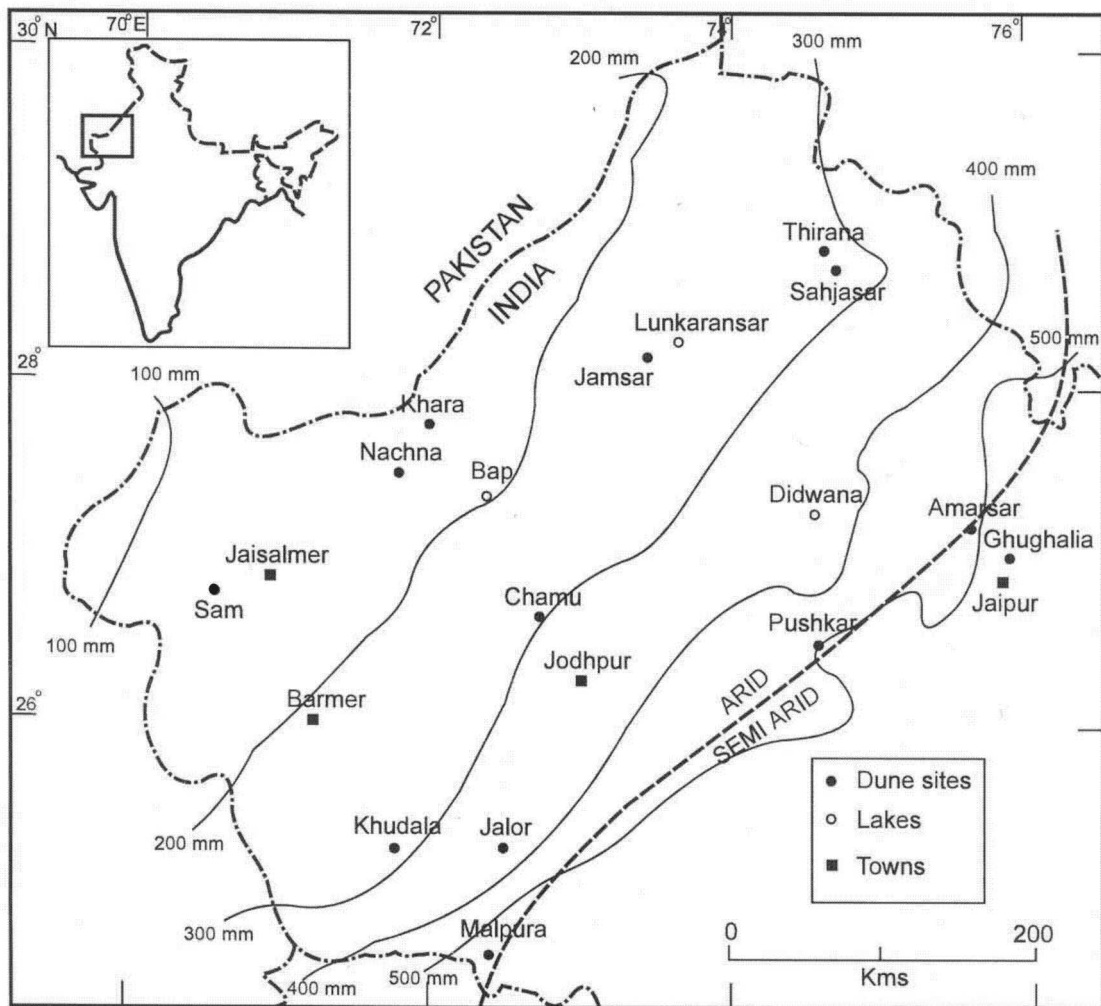 30°N
70°E
72°
74°
76°
200 mm
300 mm
400 mm
PAKISTAN
INDIA
Thirana
Sahjasar
Lunkaransar
Jamsar
500 mm
28°
100 mm
Khara
Nachna
Bap
Didwana
Amarsar
Ghughalia
Jaisalmer
Sam
Jaipur
Chamu
100 mm
Pushkar
Jodhpur
26°
Barmer
ARID
SEMI ARID
Dune sites
Lakes
Towns
200 mm
Khudala
Jalor
300 mm
Malpura
400 mm
500 mm
0
200
Kms